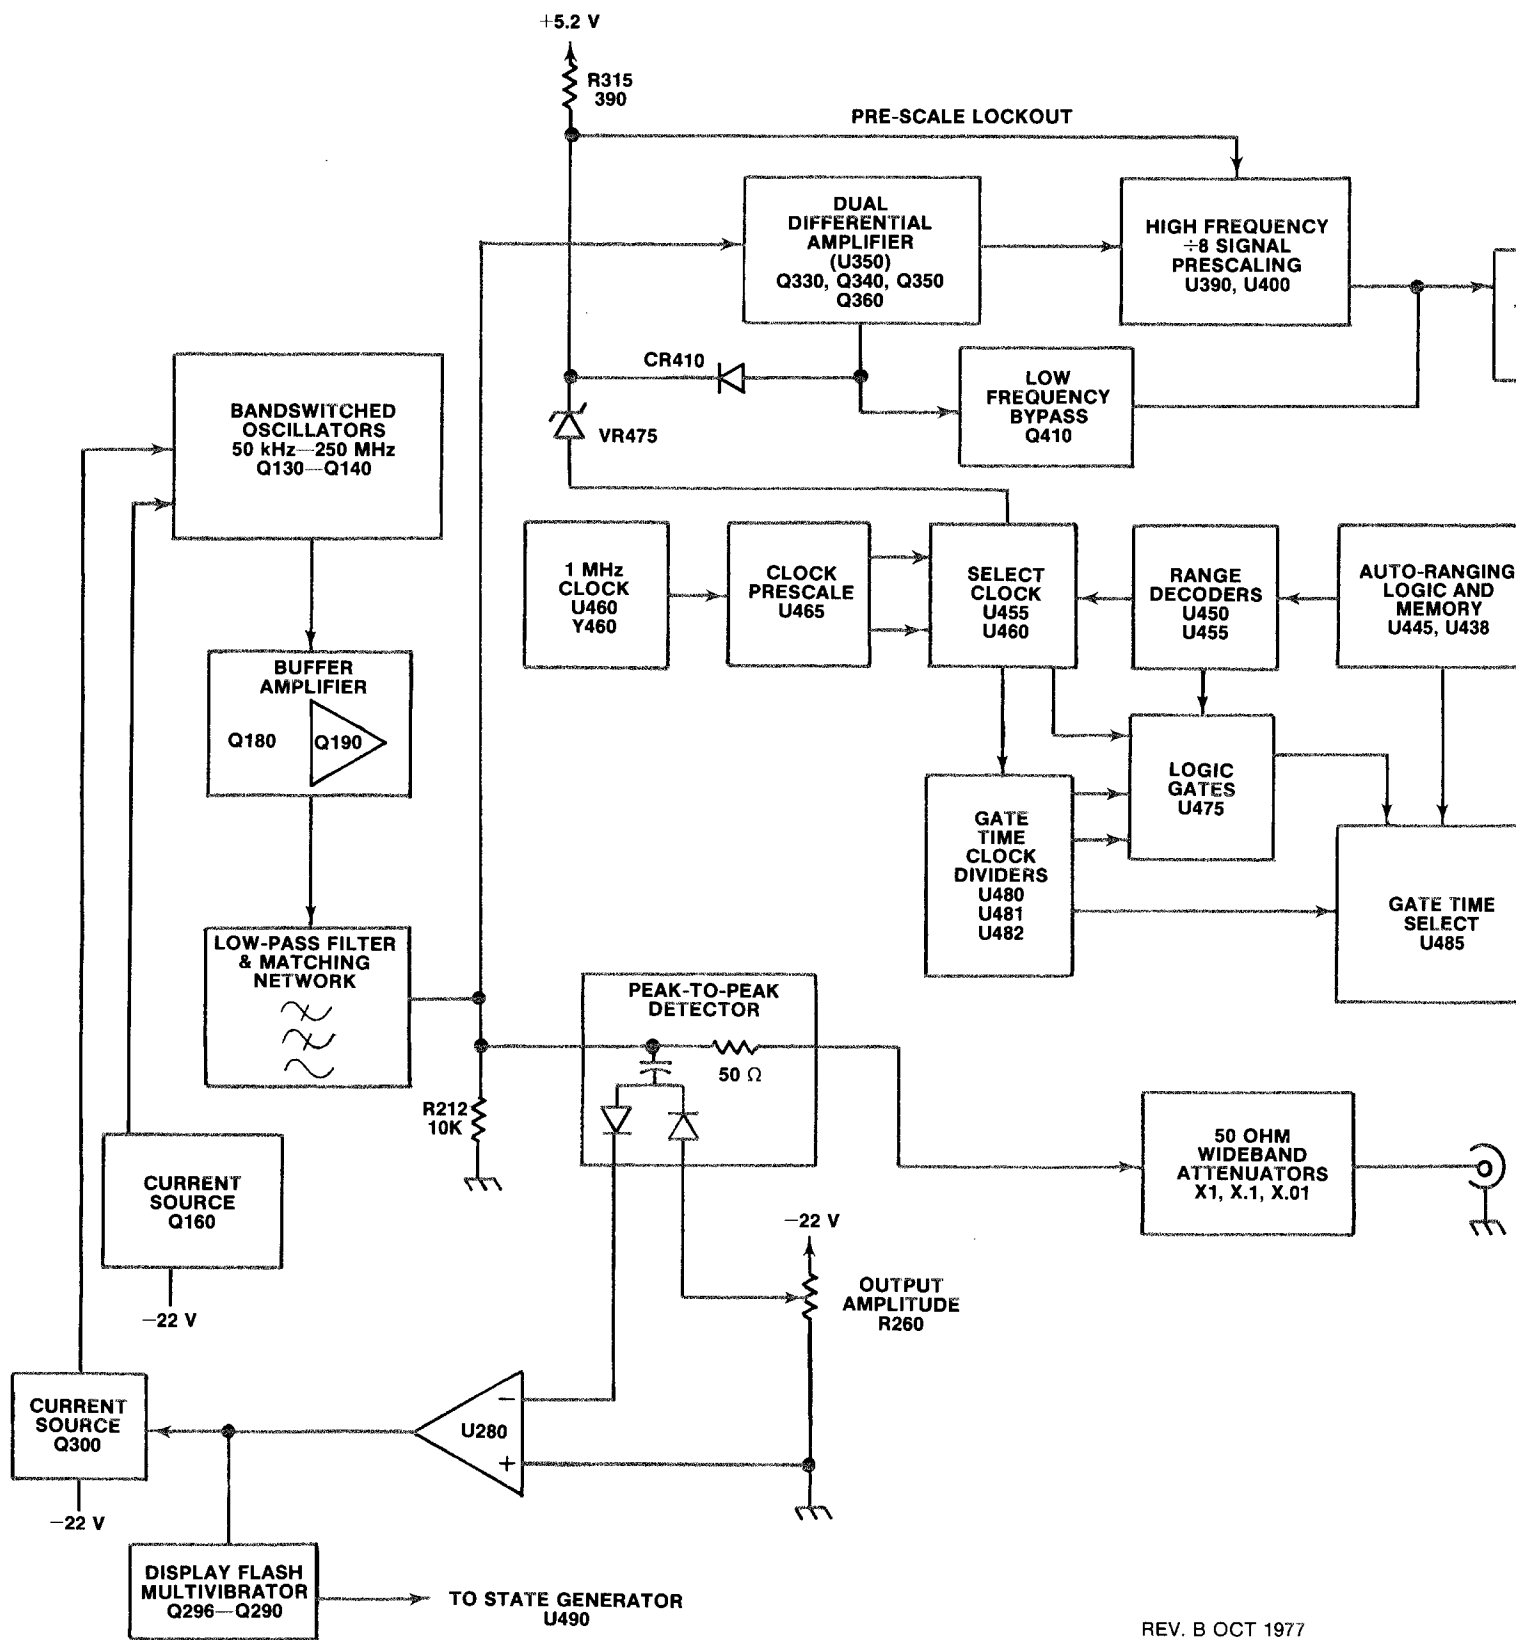 +5.2 V
R315
390
PRE-SCALE LOCKOUT
DUAL
DIFFERENTIAL
AMPLIFIER
(U350)
Q330, Q340, Q350
Q360
HIGH FREQUENCY
÷8 SIGNAL
PRESCALING
U390, U400
CR410
LOW
FREQUENCY
BYPASS
Q410
VR475
BANDSWITCHED
OSCILLATORS
50 kHz—250 MHz
Q130—Q140
1 MHz
CLOCK
U460
Y460
CLOCK
PRESCALE
U465
SELECT
CLOCK
U455
U460
RANGE
DECODERS
U450
U455
AUTO-RANGING
LOGIC AND
MEMORY
U445, U438
BUFFER
AMPLIFIER
Q180
Q190
LOGIC
GATES
U475
GATE
TIME
CLOCK
DIVIDERS
U480
U481
U482
GATE TIME
SELECT
U485
LOW-PASS FILTER
& MATCHING
NETWORK
PEAK-TO-PEAK
DETECTOR
50 Ω
R212
10K
50 OHM
WIDEBAND
ATTENUATORS
X1, X.1, X.01
CURRENT
SOURCE
Q160
−22 V
−22 V
OUTPUT
AMPLITUDE
R260
CURRENT
SOURCE
Q300
−22 V
−
U280
+
DISPLAY FLASH
MULTIVIBRATOR
Q296—Q290
TO STATE GENERATOR
U490
REV. B OCT 1977